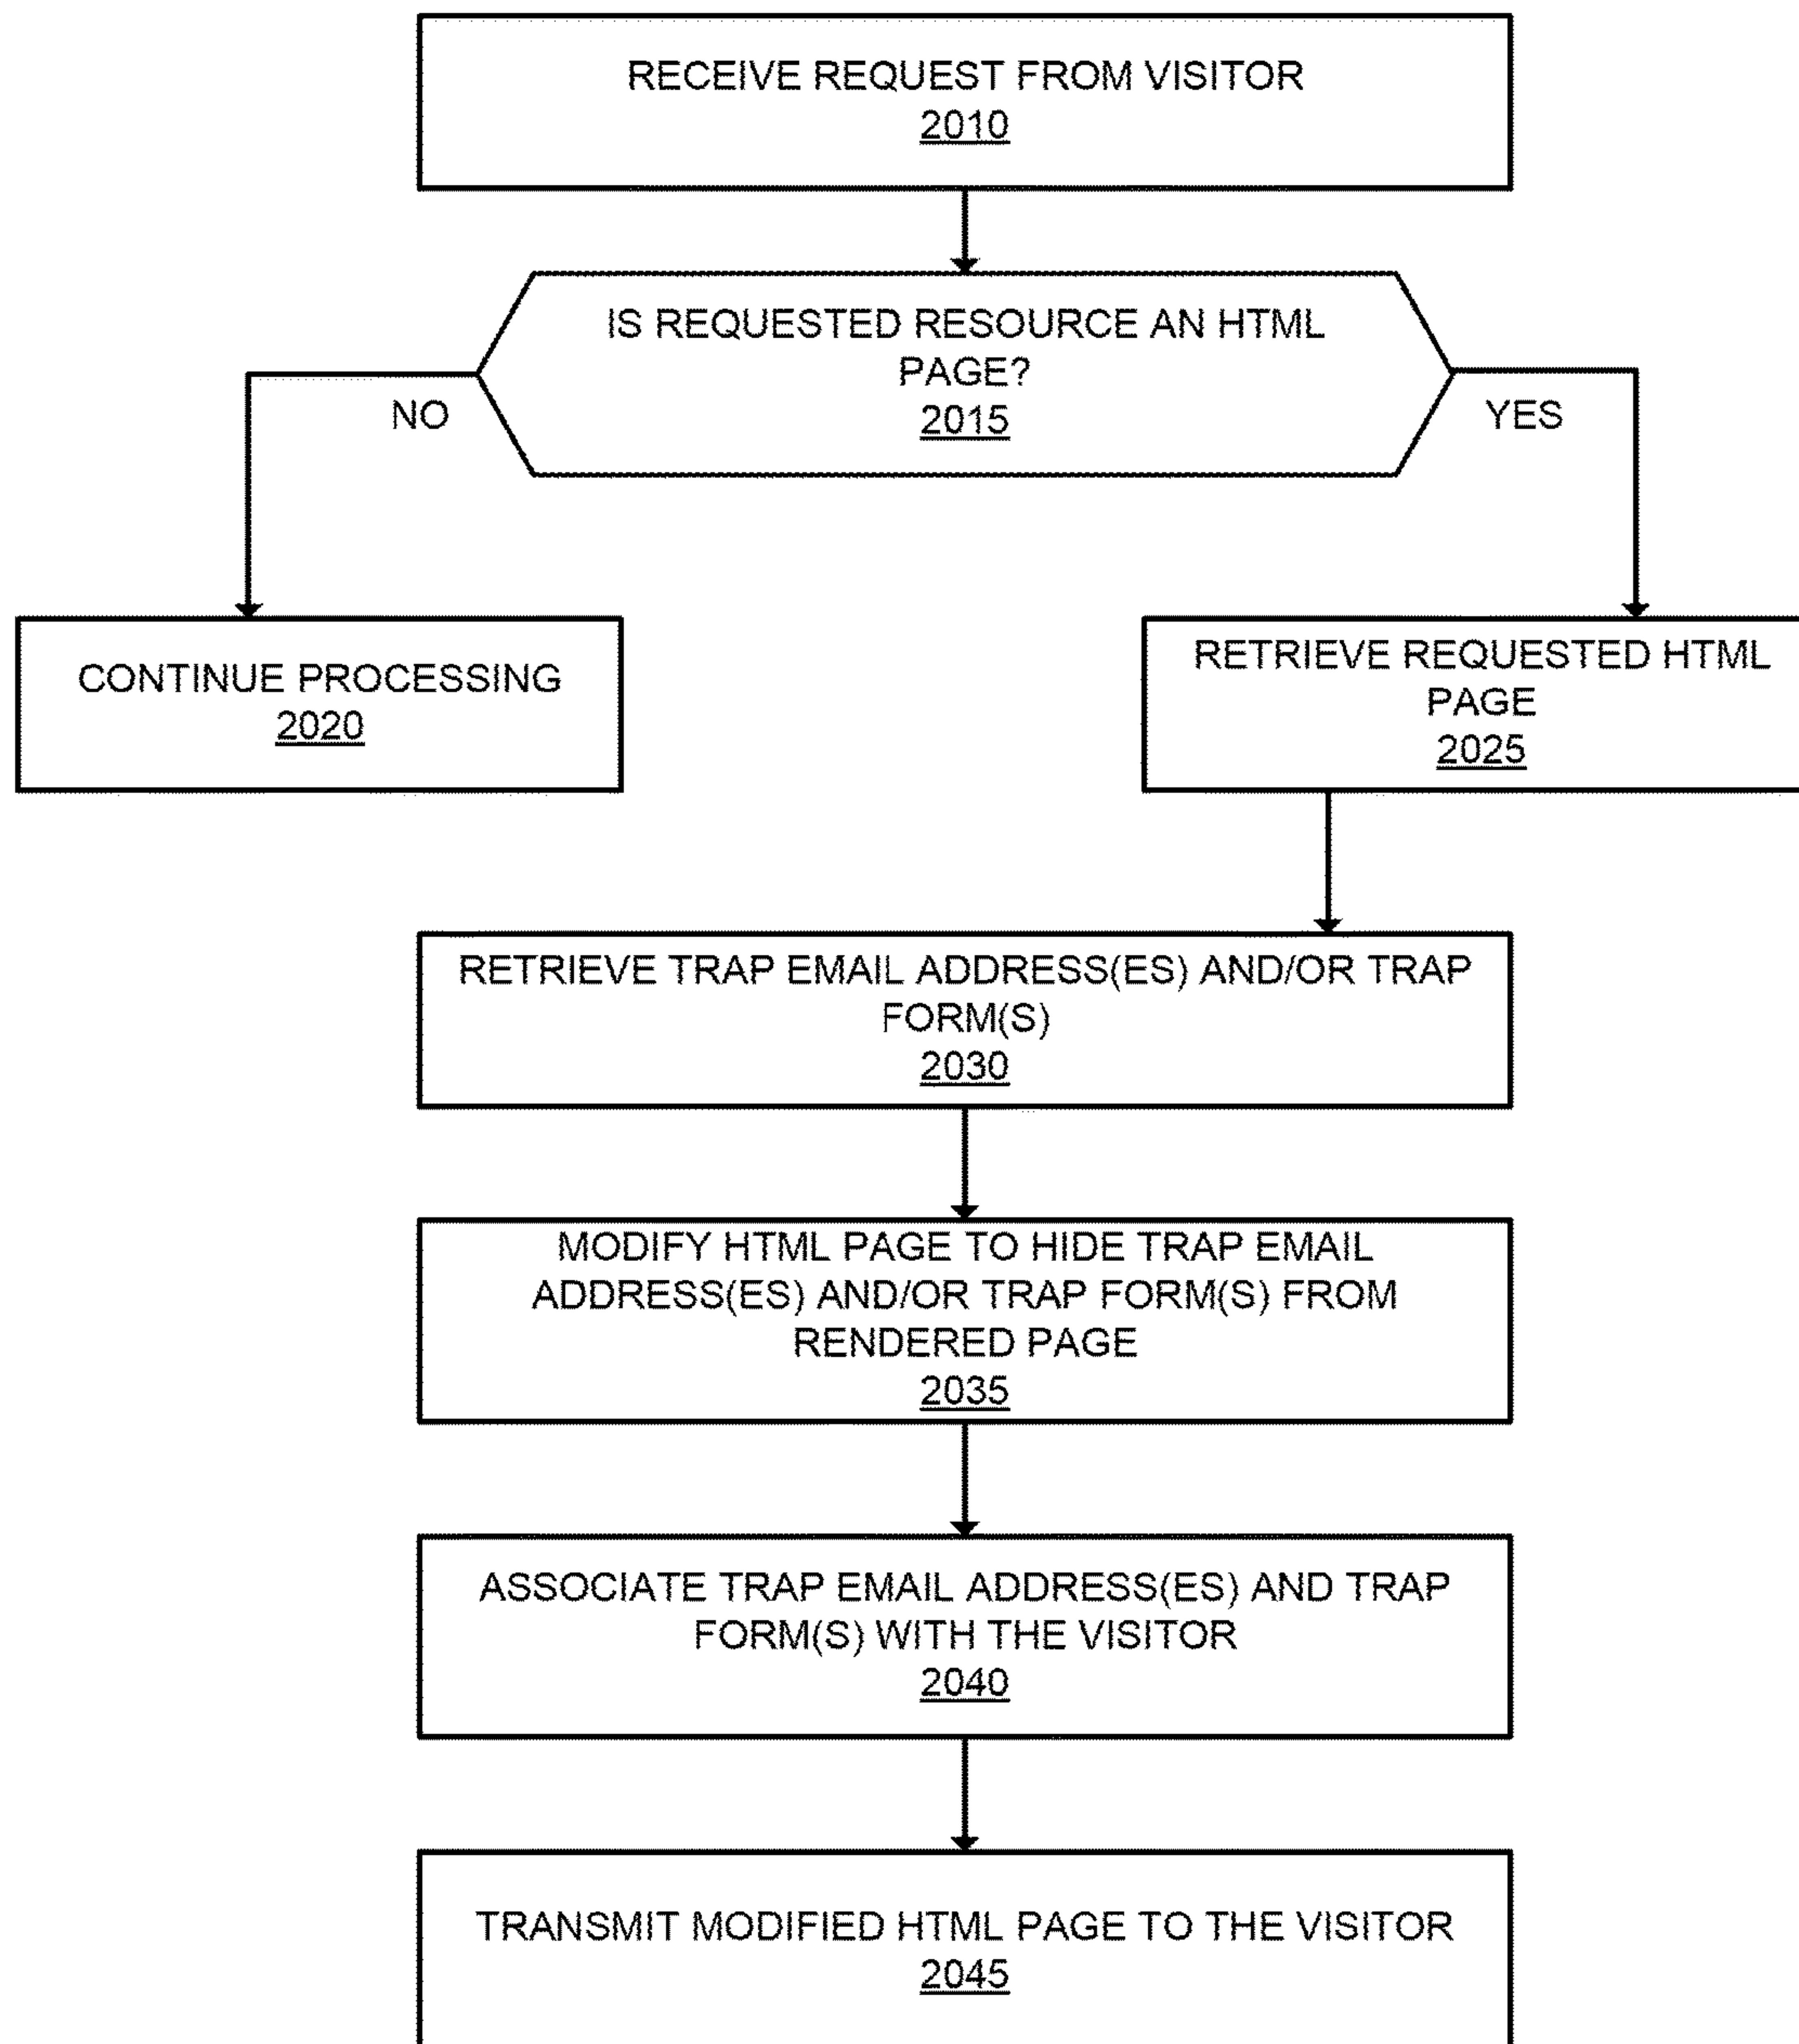 RECEIVE REQUEST FROM VISITOR
2010
IS REQUESTED RESOURCE AN HTML
PAGE?
2015
NO
YES
CONTINUE PROCESSING
2020
RETRIEVE REQUESTED HTML
PAGE
2025
RETRIEVE TRAP EMAIL ADDRESS(ES) AND/OR TRAP
FORM(S)
2030
MODIFY HTML PAGE TO HIDE TRAP EMAIL
ADDRESS(ES) AND/OR TRAP FORM(S) FROM
RENDERED PAGE
2035
ASSOCIATE TRAP EMAIL ADDRESS(ES) AND TRAP
FORM(S) WITH THE VISITOR
2040
TRANSMIT MODIFIED HTML PAGE TO THE VISITOR
2045